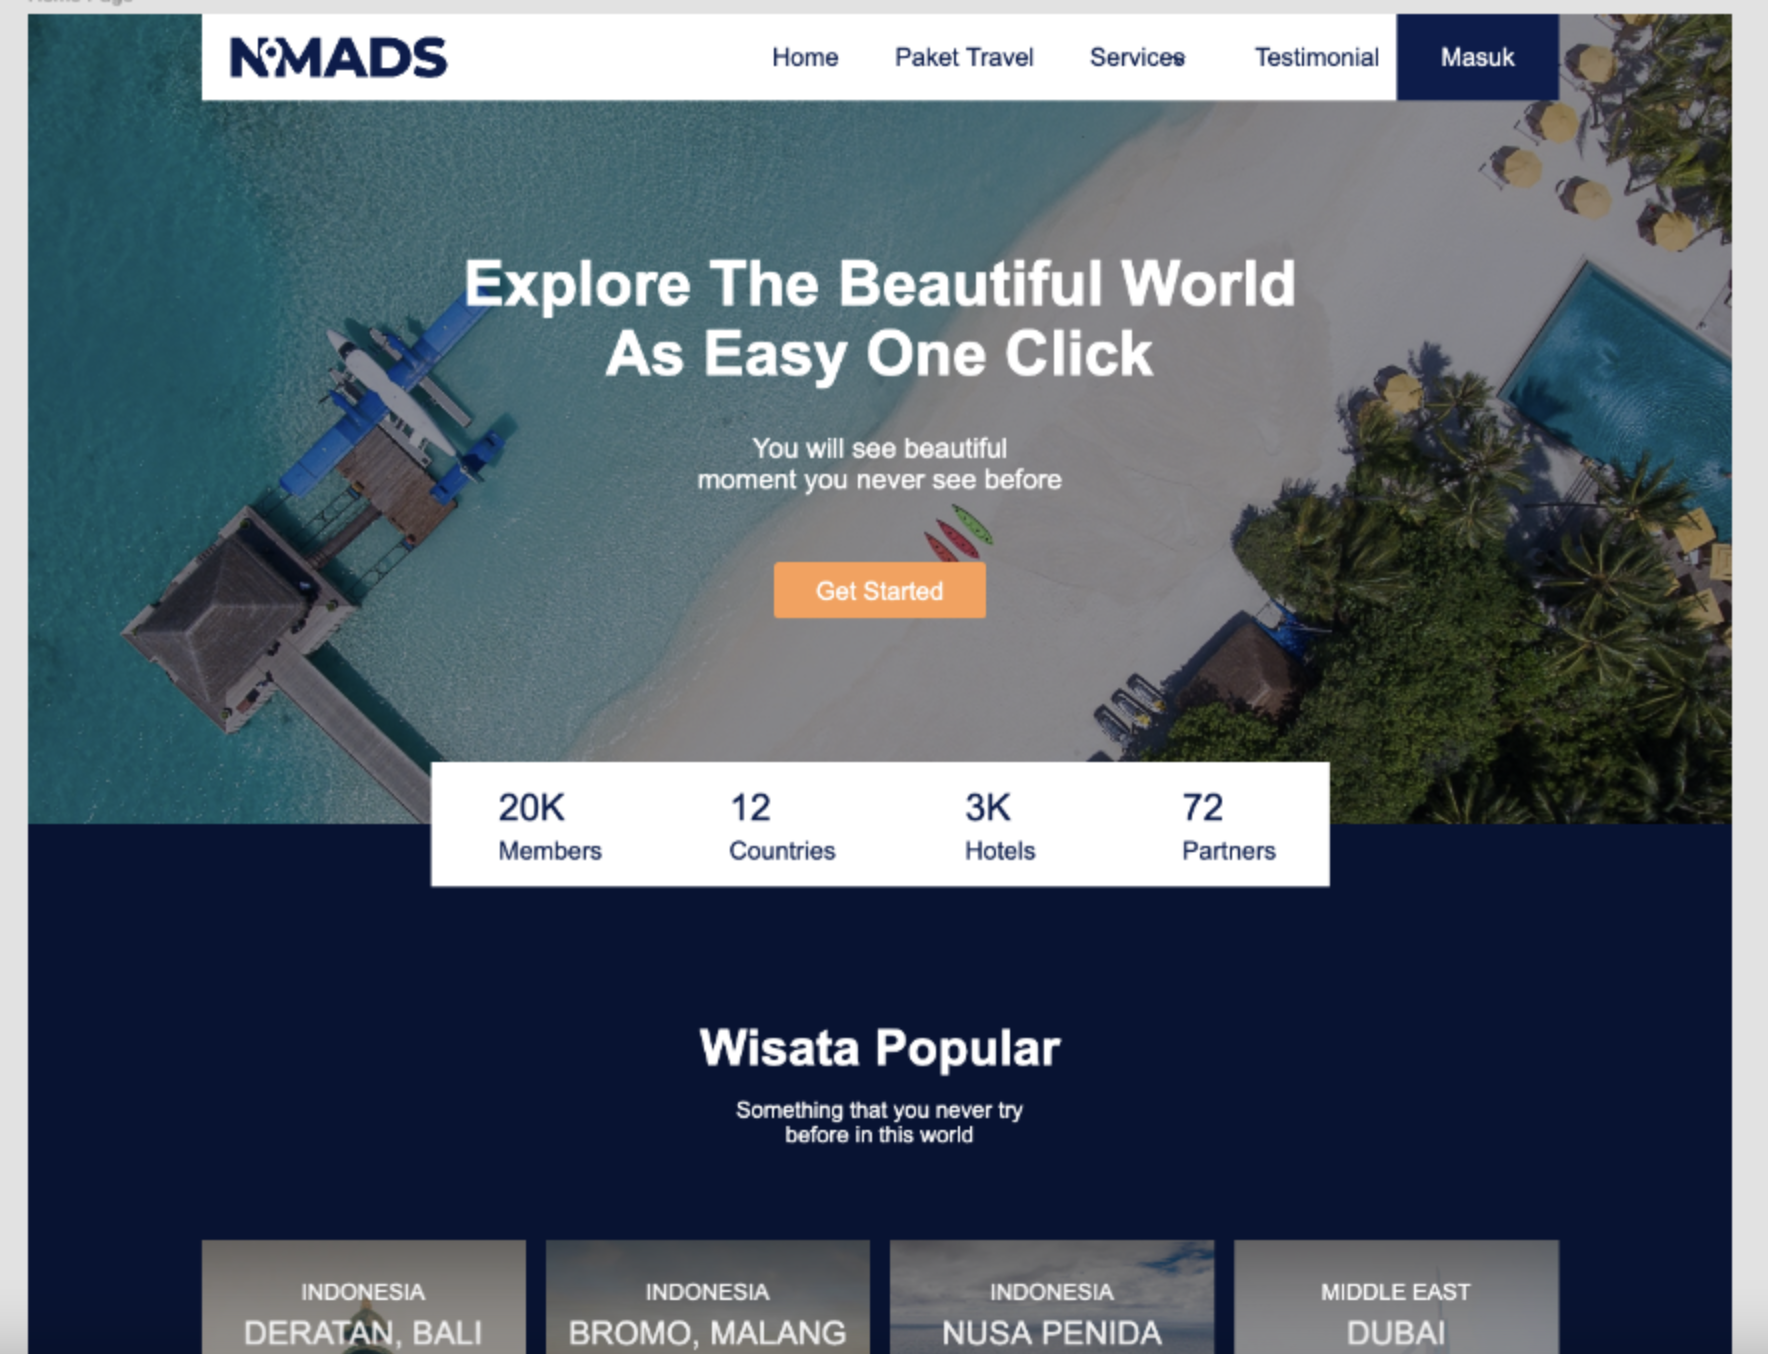 Home Page
NOMADS
Home Paket Travel Services Testimonial Masuk
Explore The Beautiful World
As Easy One Click
You will see beautiful
moment you never see before
Get Started
20K 12 3K 72
Members Countries Hotels Partners
Wisata Popular
Something that you never try
before in this world
INDONESIA INDONESIA INDONESIA MIDDLE EAST
DERATAN, BALI BROMO, MALANG NUSA PENIDA DUBAI